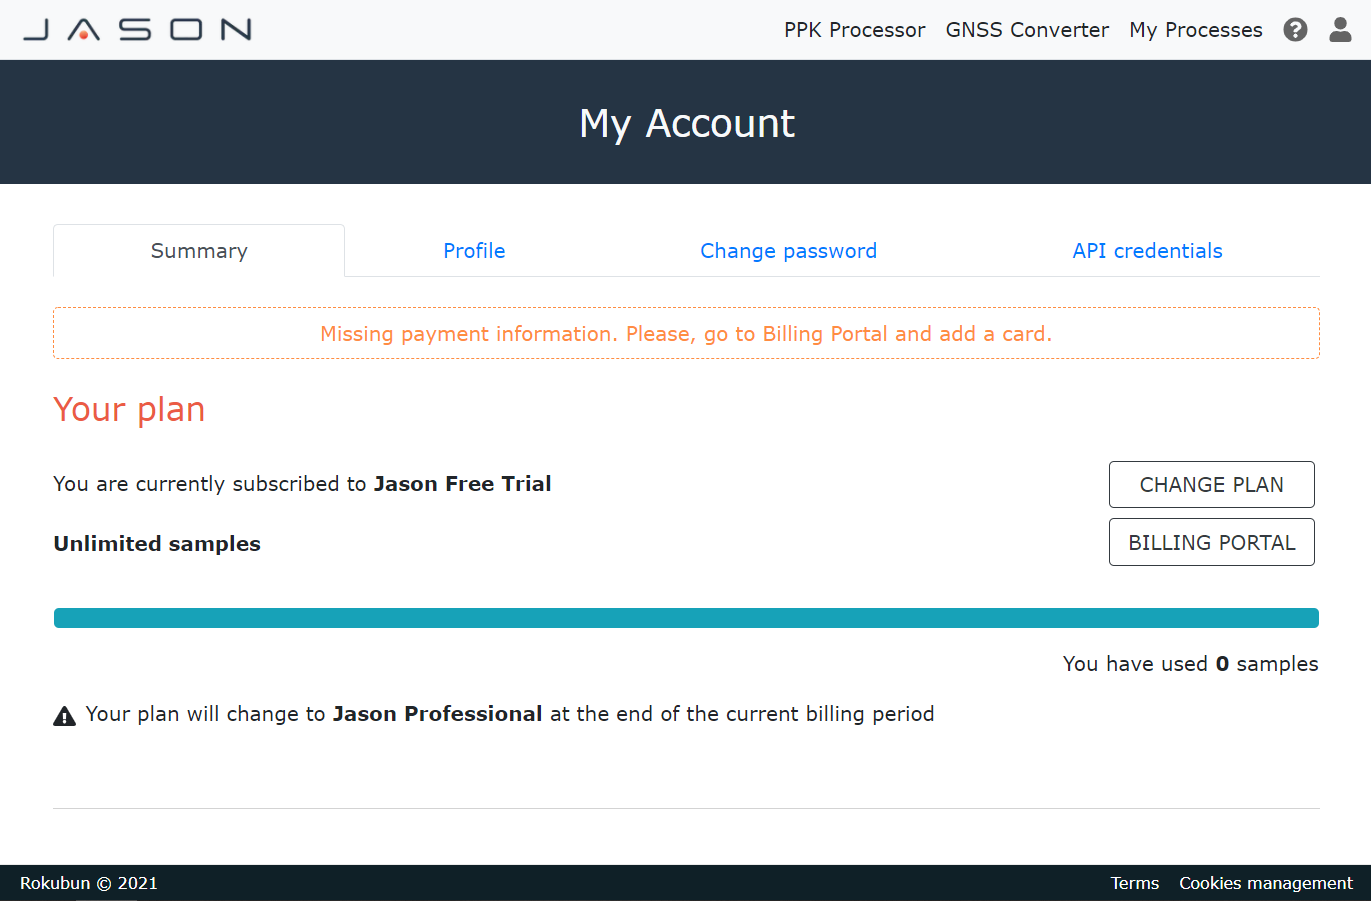 JASON PPK Processor GNSS Converter My Processes
My Account
Summary Profile Change password API credentials
Missing payment information. Please, go to Billing Portal and add a card.
Your plan
You are currently subscribed to Jason Free Trial CHANGE PLAN
Unlimited samples BILLING PORTAL
You have used 0 samples
Your plan will change to Jason Professional at the end of the current billing period
Rokubun © 2021 Terms Cookies management